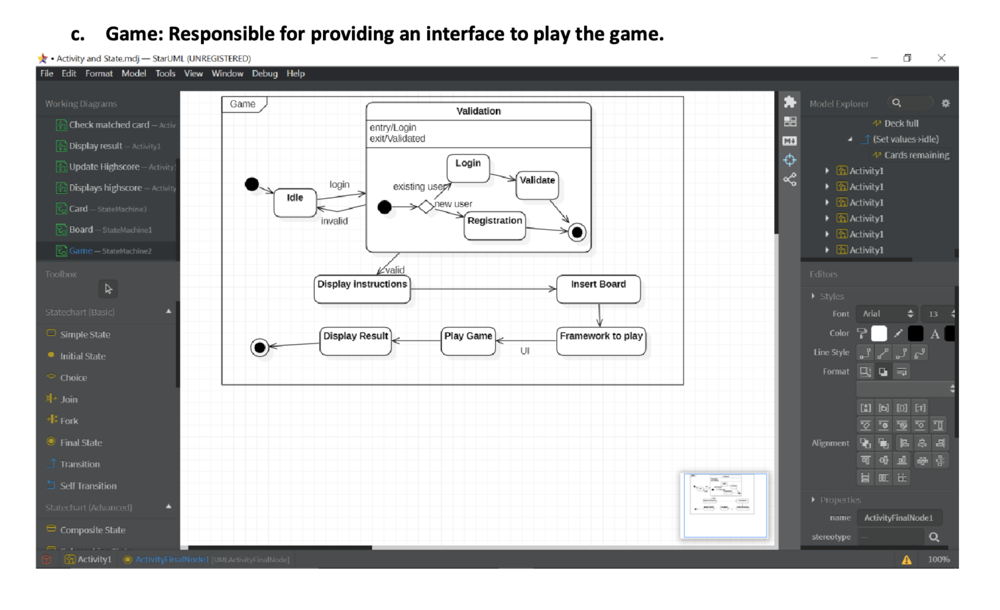 c. Game: Responsible for providing an interface to play the game.
• Activity and State.mdj — StarUML (UNREGISTERED)
File Edit Format Model Tools View Window Debug Help
Working Diagrams
Check matched card — Activ
Display result — Activity1
Update Highscore — Activity1
Displays highscore — Activity
Card — StateMachine3
Board — StateMachine1
Game — StateMachine2
Toolbox
Statechart (Basic)
Simple State
Initial State
Choice
Join
Fork
Final State
Transition
Self Transition
Statechart (Advanced)
Composite State
Game
Validation
entry/Login
exit/Validated
Login
Validate
existing user
login
Idle
new user
invalid
Registration
valid
Display instructions
Insert Board
Display Result
Play Game
Framework to play
UI
Model Explorer
Deck full
(Set values→idle)
Cards remaining
Activity1
Activity1
Activity1
Activity1
Activity1
Activity1
Editors
Styles
Font Arial 13
Color
Line Style
Format
Alignment
Properties
name ActivityFinalNode1
stereotype —
Activity1 ActivityFinalNode1 [UMLActivityFinalNode]
100%